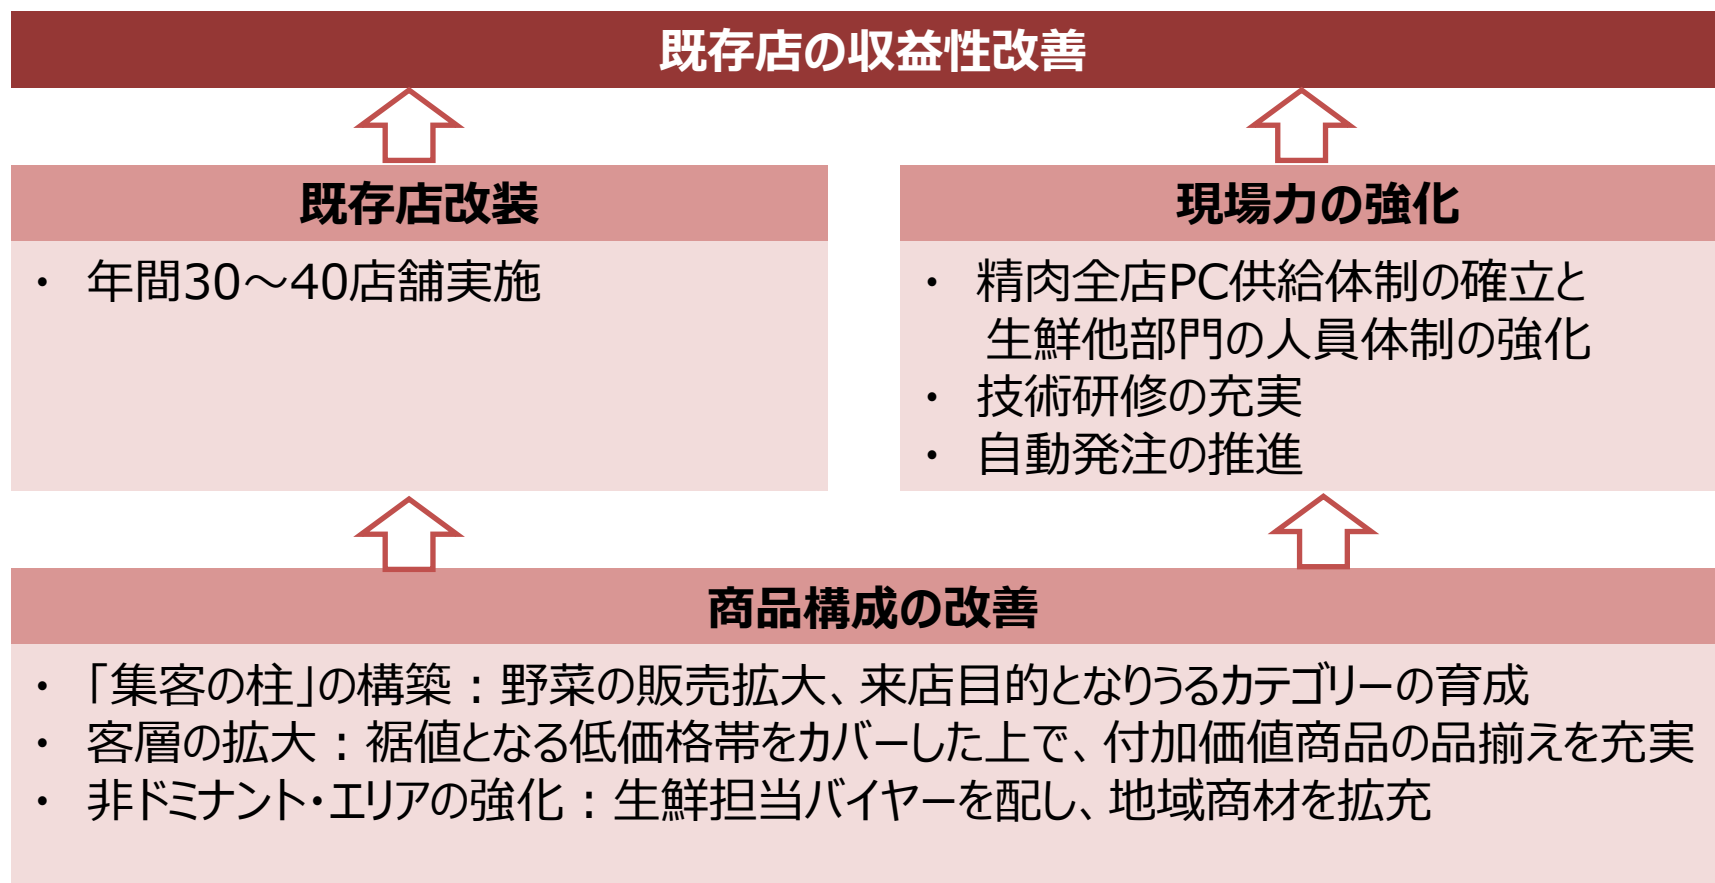 既存店の収益性改善
既存店改装
・ 年間30～40店舗実施
現場力の強化
・ 精肉全店PC供給体制の確立と
生鮮他部門の人員体制の強化
・ 技術研修の充実
・ 自動発注の推進
商品構成の改善
・ 「集客の柱」の構築：野菜の販売拡大、来店目的となりうるカテゴリーの育成
・ 客層の拡大：裾値となる低価格帯をカバーした上で、付加価値商品の品揃えを充実
・ 非ドミナント・エリアの強化：生鮮担当バイヤーを配し、地域商材を拡充